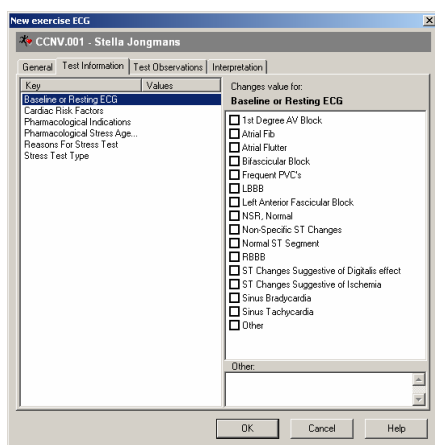 New exercise ECG
CCNV.001 - Stella Jongmans
General Test Information Test Observations Interpretation
Key Values
Baseline or Resting ECG
Cardiac Risk Factors
Pharmacological Indications
Pharmacological Stress Age...
Reasons For Stress Test
Stress Test Type
Changes value for:
Baseline or Resting ECG
1st Degree AV Block
Atrial Fib
Atrial Flutter
Bifascicular Block
Frequent PVC's
LBBB
Left Anterior Fascicular Block
NSR, Normal
Non-Specific ST Changes
Normal ST Segment
RBBB
ST Changes Suggestive of Digitalis effect
ST Changes Suggestive of Ischemia
Sinus Bradycardia
Sinus Tachycardia
Other
Other:
OK Cancel Help